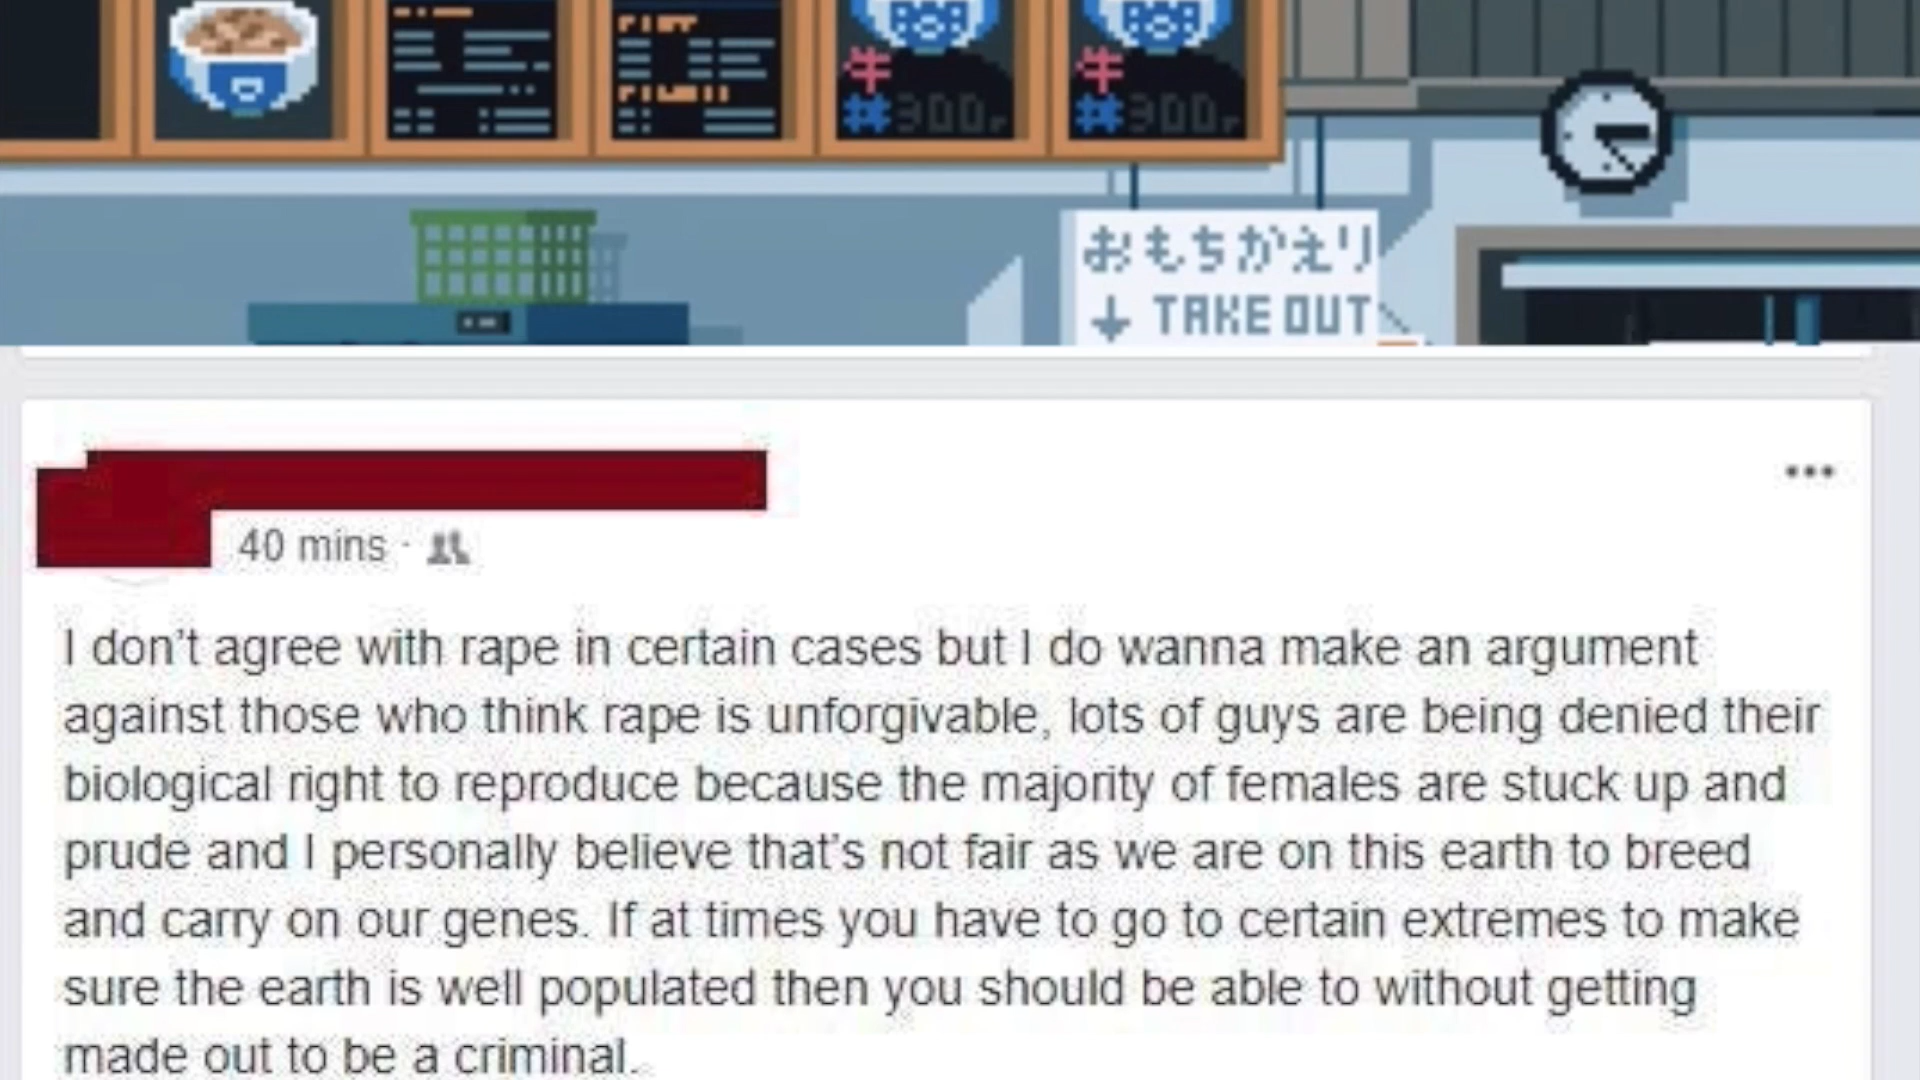 牛 牛
#300 #300
おもちかえり
↓ TAKE OUT
40 mins ·
I don't agree with rape in certain cases but I do wanna make an argument
against those who think rape is unforgivable, lots of guys are being denied their
biological right to reproduce because the majority of females are stuck up and
prude and I personally believe that's not fair as we are on this earth to breed
and carry on our genes. If at times you have to go to certain extremes to make
sure the earth is well populated then you should be able to without getting
made out to be a criminal.